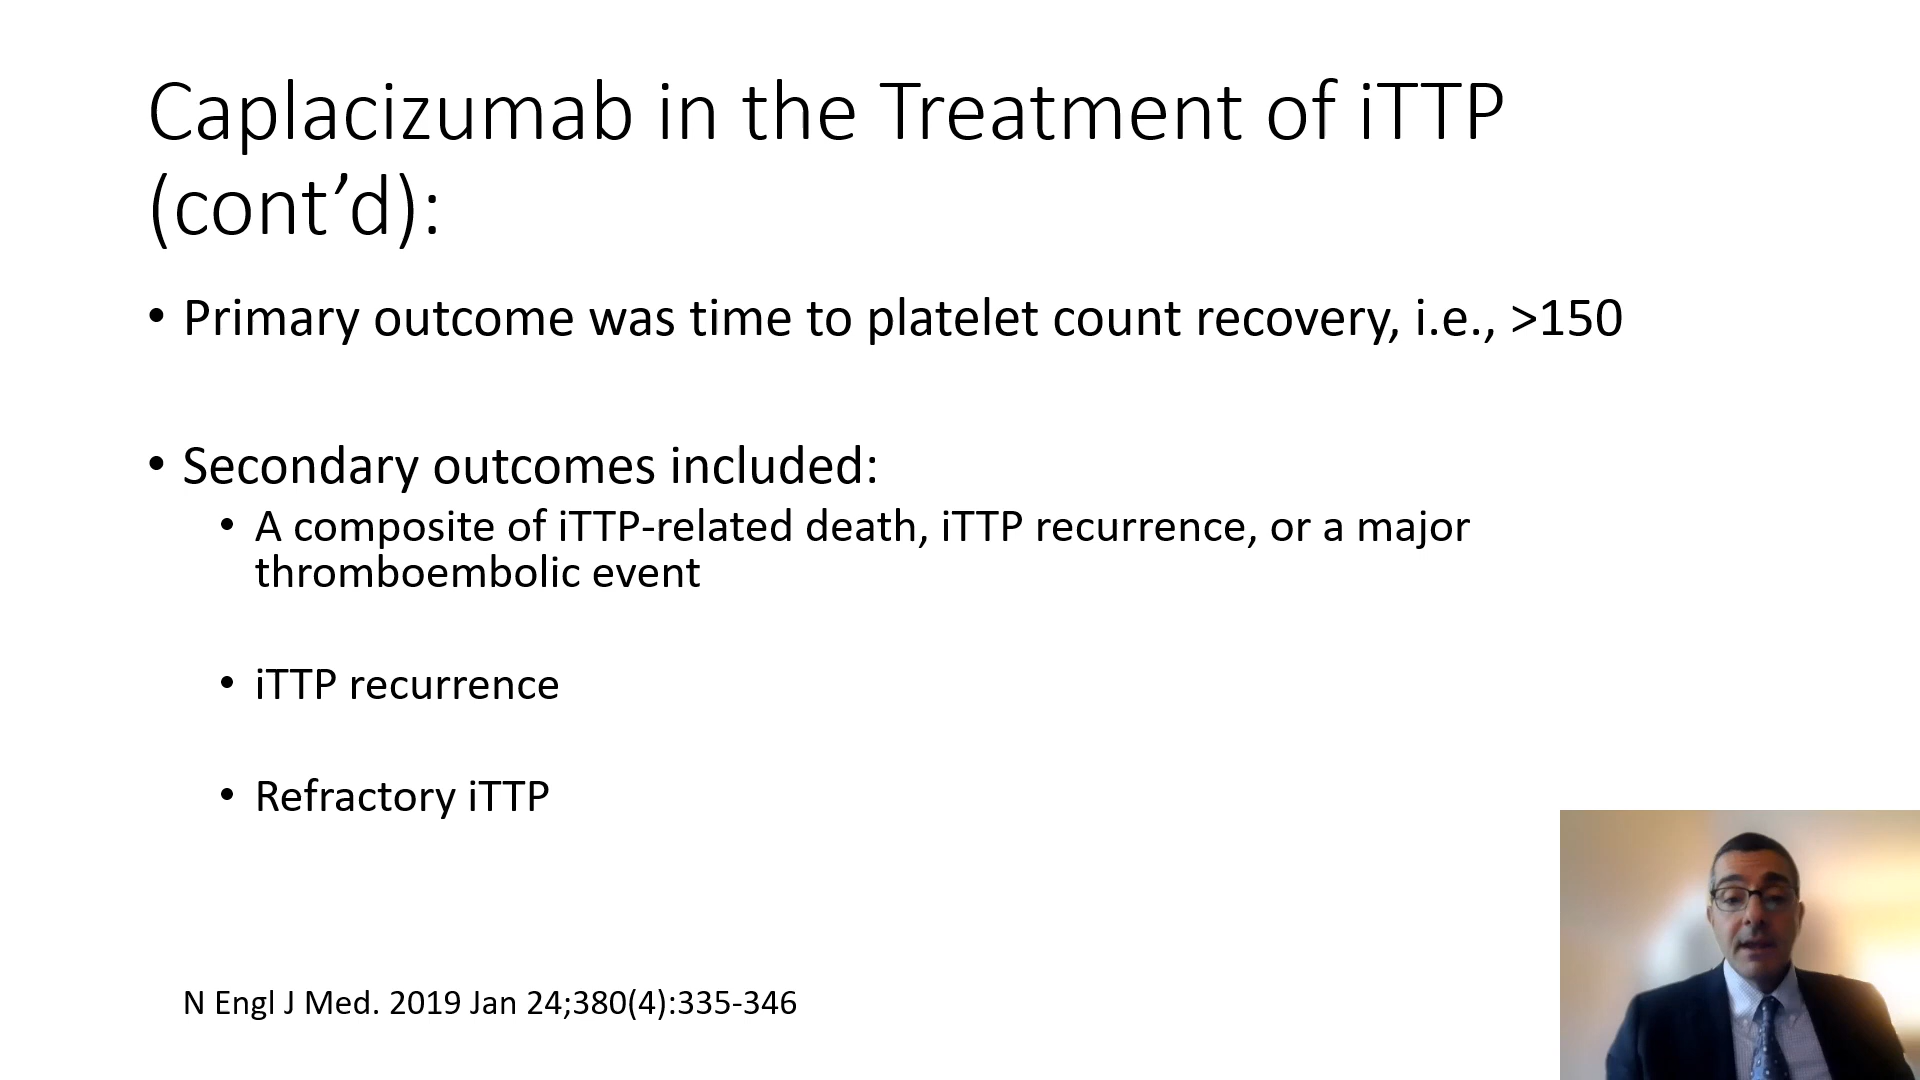 Caplacizumab in the Treatment of iTTP
(cont’d):
• Primary outcome was time to platelet count recovery, i.e., >150
• Secondary outcomes included:
• A composite of iTTP-related death, iTTP recurrence, or a major
thromboembolic event
• iTTP recurrence
• Refractory iTTP
N Engl J Med. 2019 Jan 24;380(4):335-346